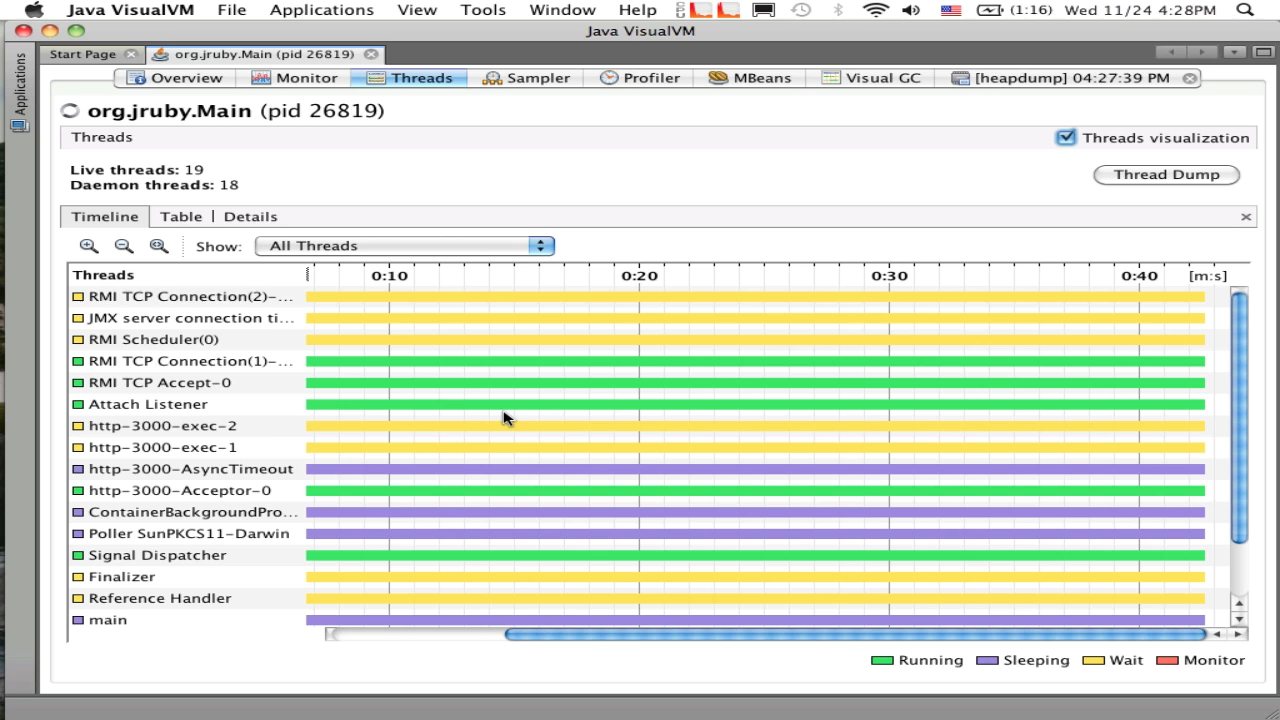 Java VisualVM File Applications View Tools Window Help (1:16) Wed 11/24 4:28PM
Java VisualVM
Start Page org.jruby.Main (pid 26819)
Applications
Overview Monitor Threads Sampler Profiler MBeans Visual GC [heapdump] 04:27:39 PM
org.jruby.Main (pid 26819)
Threads Threads visualization
Live threads: 19
Daemon threads: 18
Thread Dump
Timeline Table Details
Show: All Threads
Threads 0:10 0:20 0:30 0:40 [m:s]
RMI TCP Connection(2)-...
JMX server connection ti...
RMI Scheduler(0)
RMI TCP Connection(1)-...
RMI TCP Accept-0
Attach Listener
http-3000-exec-2
http-3000-exec-1
http-3000-AsyncTimeout
http-3000-Acceptor-0
ContainerBackgroundPro...
Poller SunPKCS11-Darwin
Signal Dispatcher
Finalizer
Reference Handler
main
Running Sleeping Wait Monitor